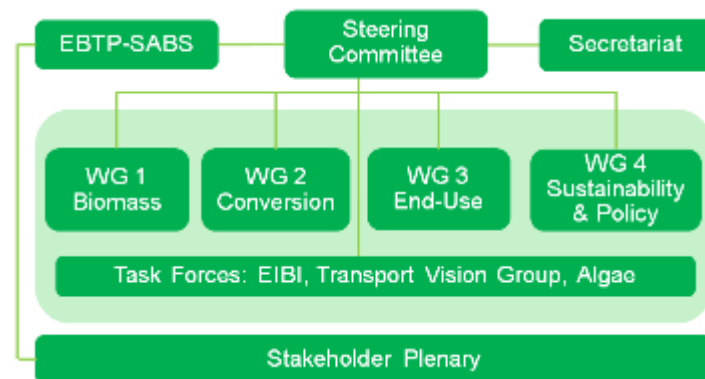 EBTP-SABS
Steering
Committee
Secretariat
WG 1
Biomass
WG 2
Conversion
WG 3
End-Use
WG 4
Sustainability
& Policy
Task Forces: EIBI, Transport Vision Group, Algae
Stakeholder Plenary